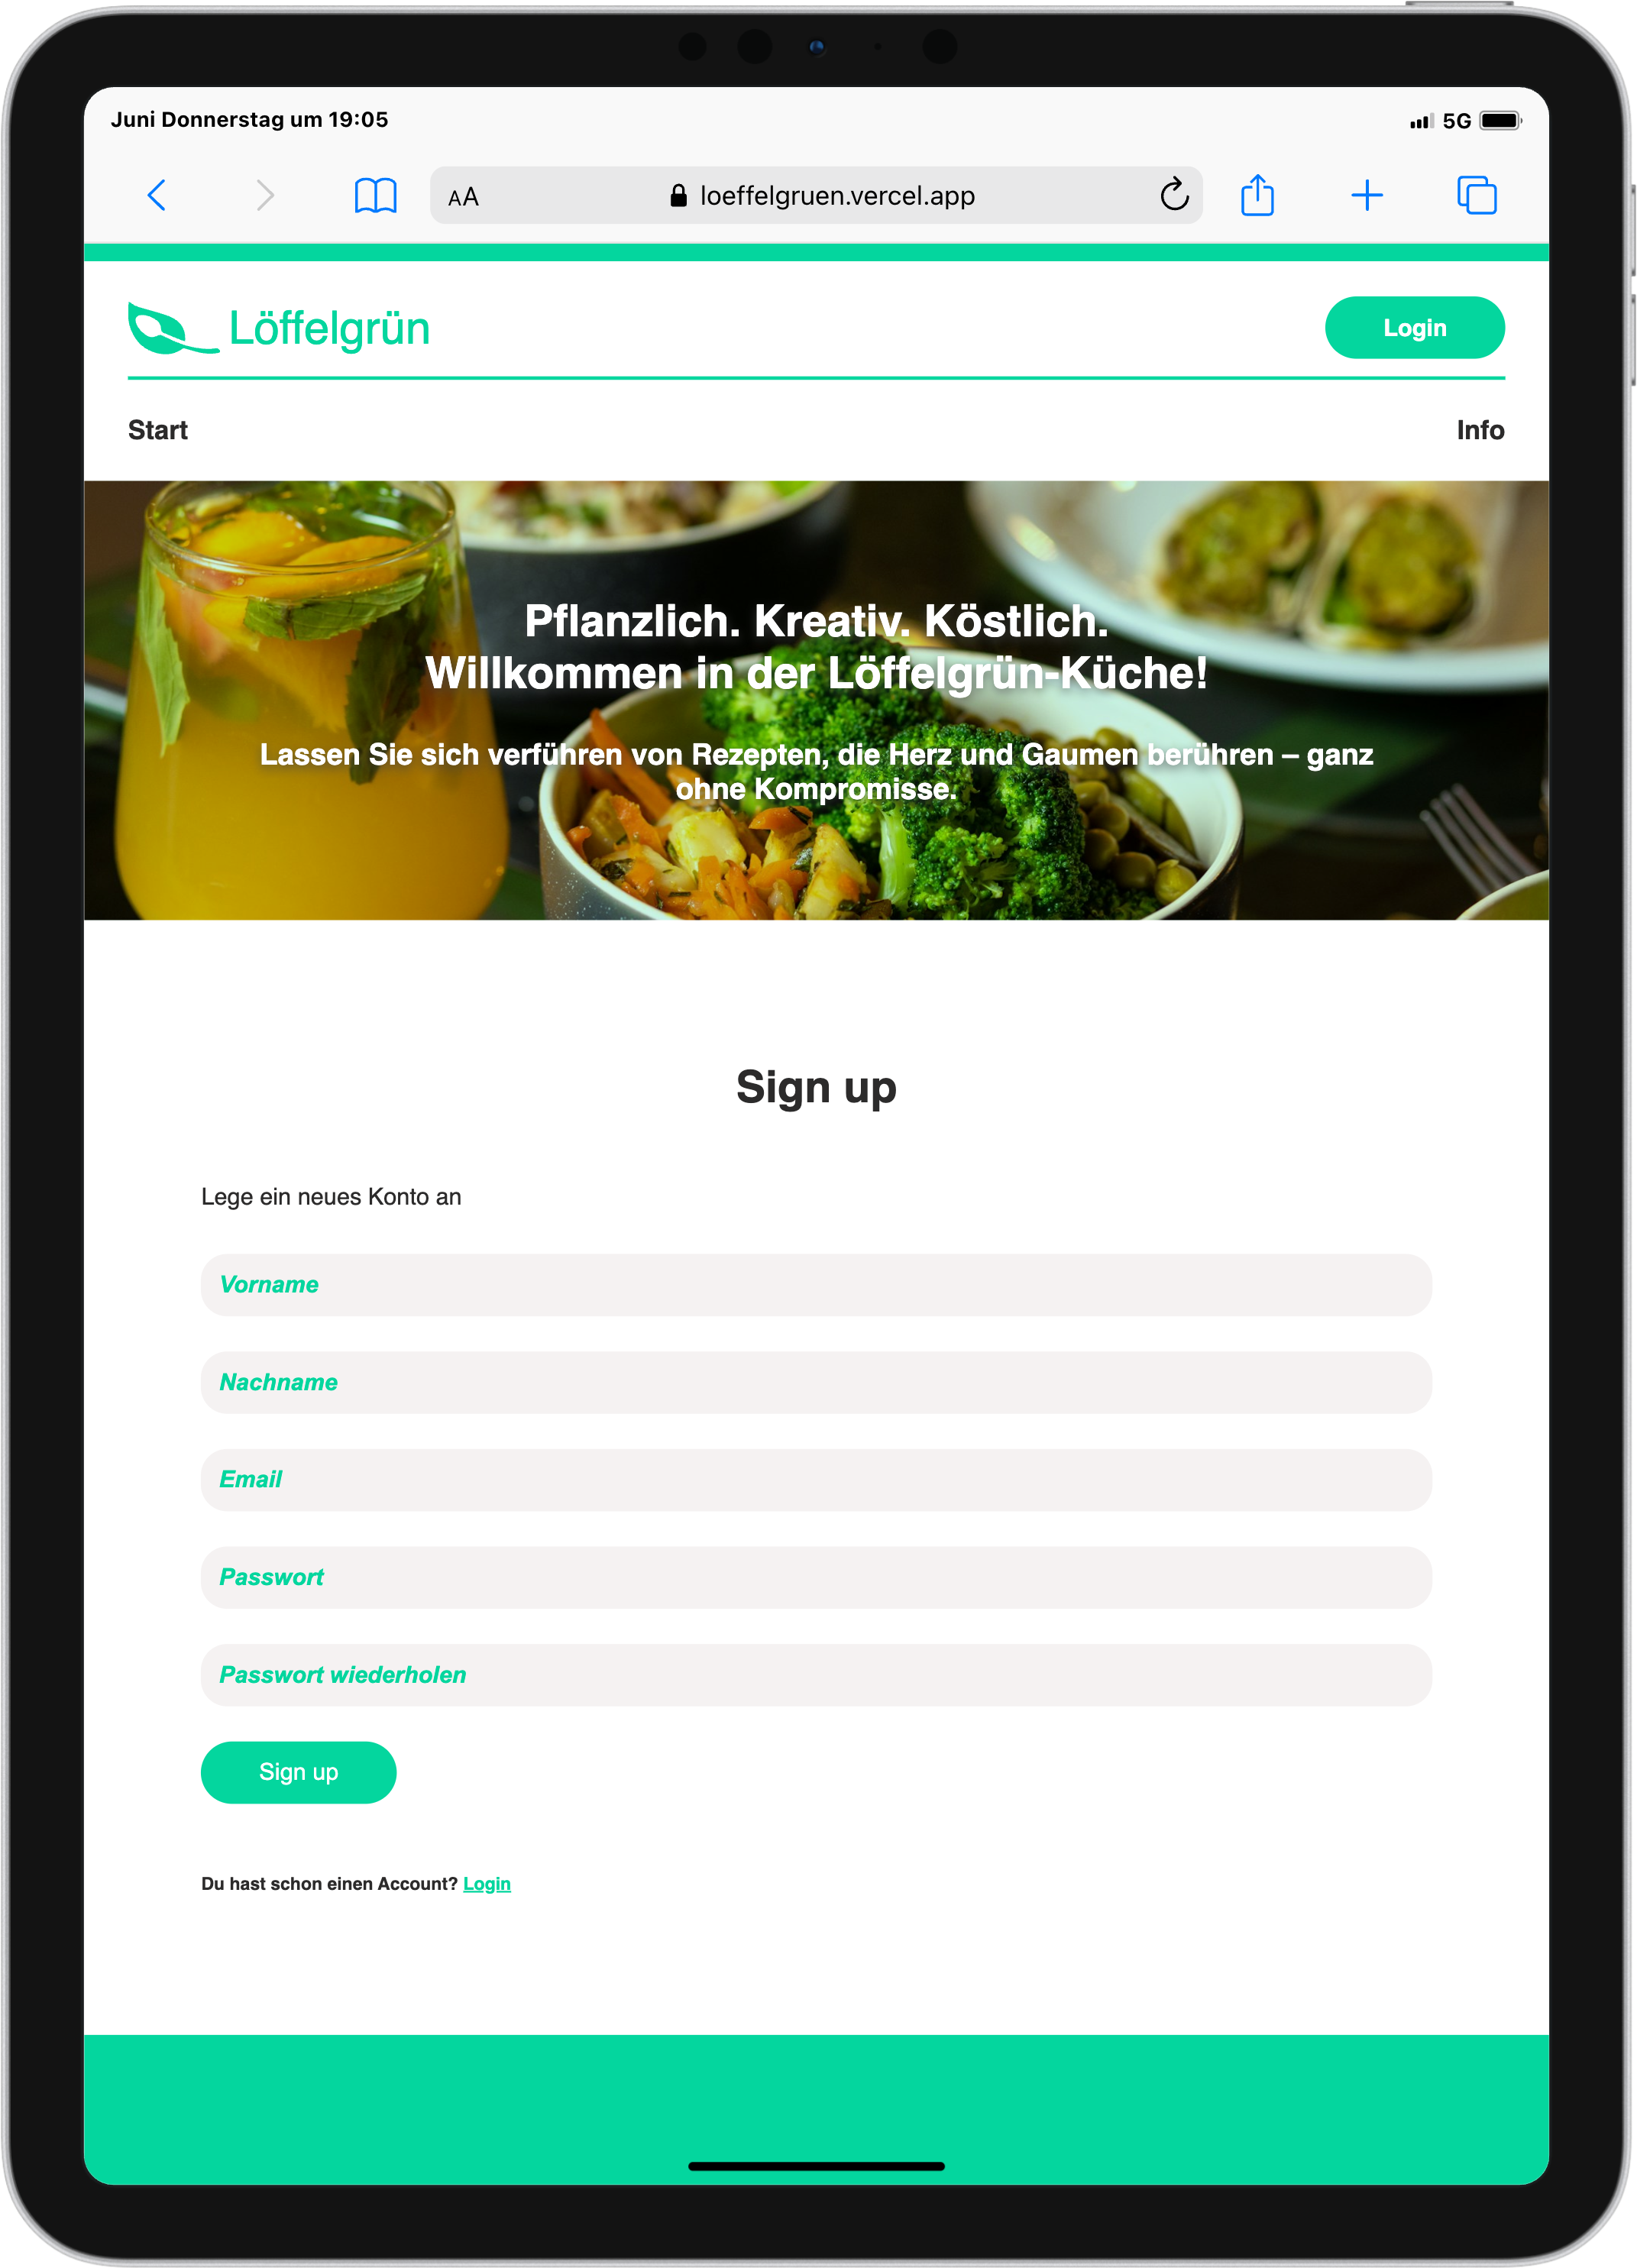 Juni Donnerstag um 19:05
5G
AA
loeffelgruen.vercel.app
Löffelgrün
Login
Start
Info
Pflanzlich. Kreativ. Köstlich.
Willkommen in der Löffelgrün-Küche!
Lassen Sie sich verführen von Rezepten, die Herz und Gaumen berühren – ganz
ohne Kompromisse.
Sign up
Lege ein neues Konto an
Vorname
Nachname
Email
Passwort
Passwort wiederholen
Sign up
Du hast schon einen Account? Login